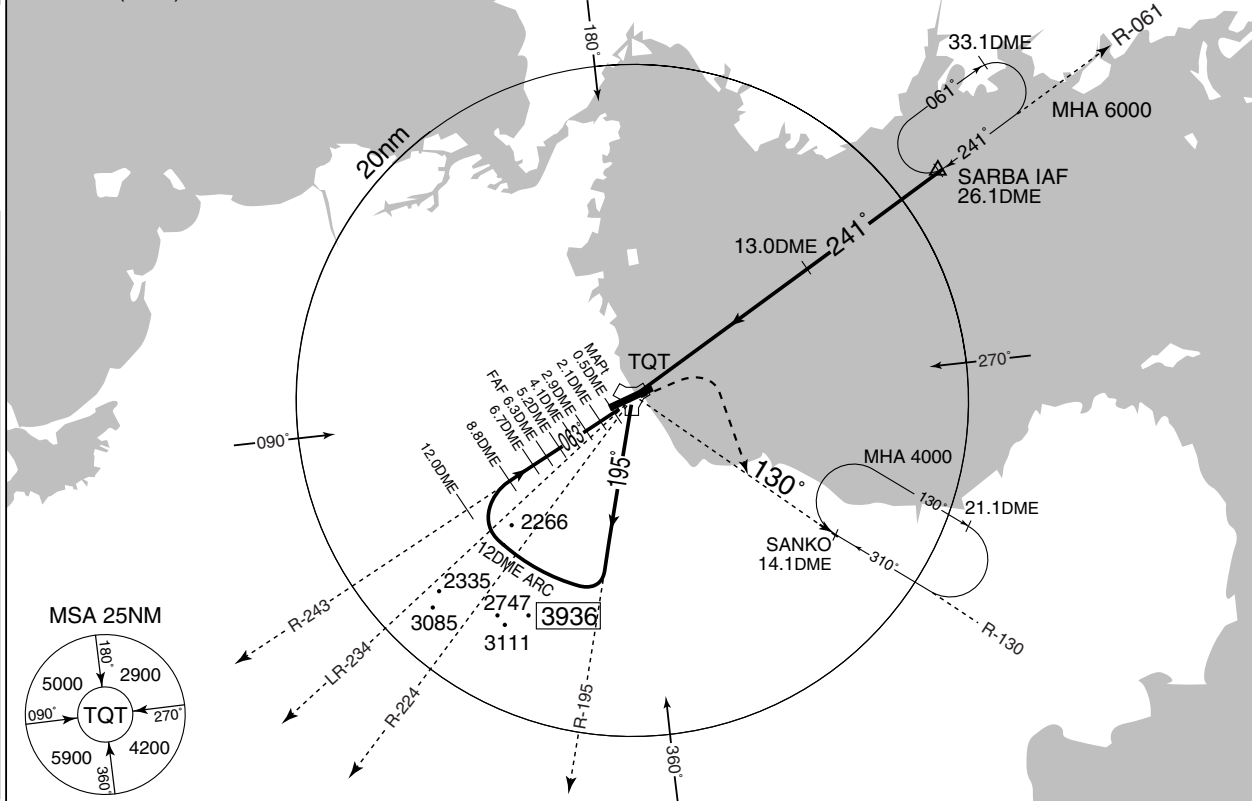 180°
33.1DME
R-061
061°
MHA 6000
241°
20nm
SARBA IAF
26.1DME
241°
13.0DME
TQT
270°
MAPt
0.5DME
2.1DME
2.9DME
4.1DME
5.2DME
FAF 6.3DME
6.7DME
8.8DME
12.0DME
063°
090°
195°
130°
MHA 4000
130°
21.1DME
SANKO
14.1DME
310°
2266
12DME ARC
2335
3085
2747
3936
3111
R-243
LR-234
R-224
R-195
R-130
360°
MSA 25NM
180°
5000
2900
090°
TQT
270°
5900
4200
360°